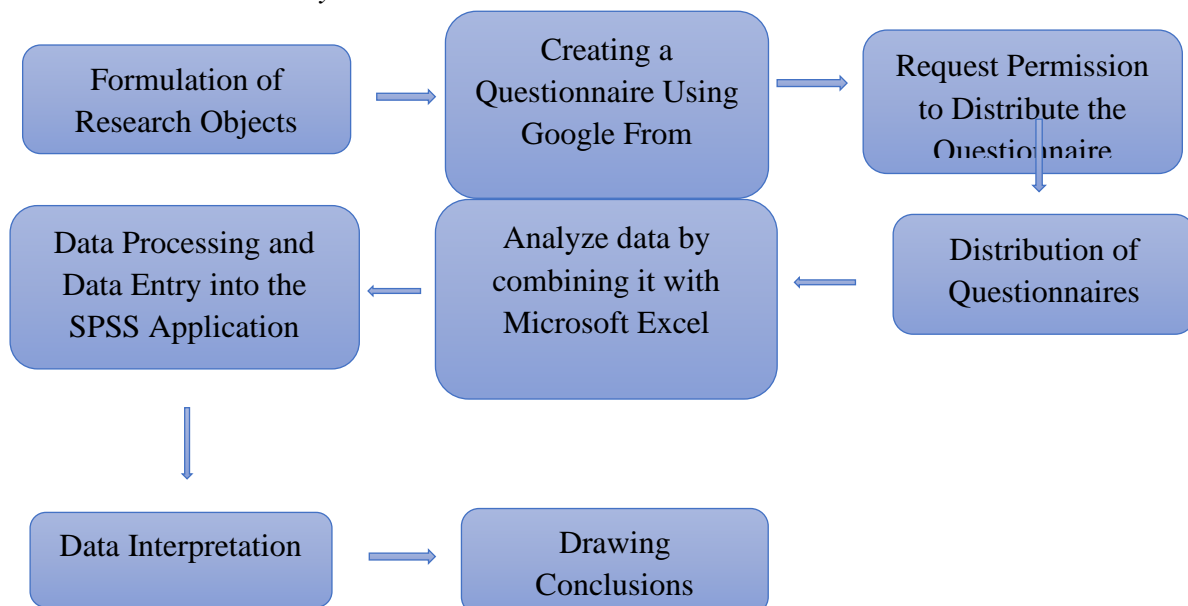 Formulation of
Research Objects
Creating a
Questionnaire Using
Google From
Request Permission
to Distribute the
Questionnaire
Distribution of
Questionnaires
Analyze data by
combining it with
Microsoft Excel
Data Processing and
Data Entry into the
SPSS Application
Data Interpretation
Drawing
Conclusions